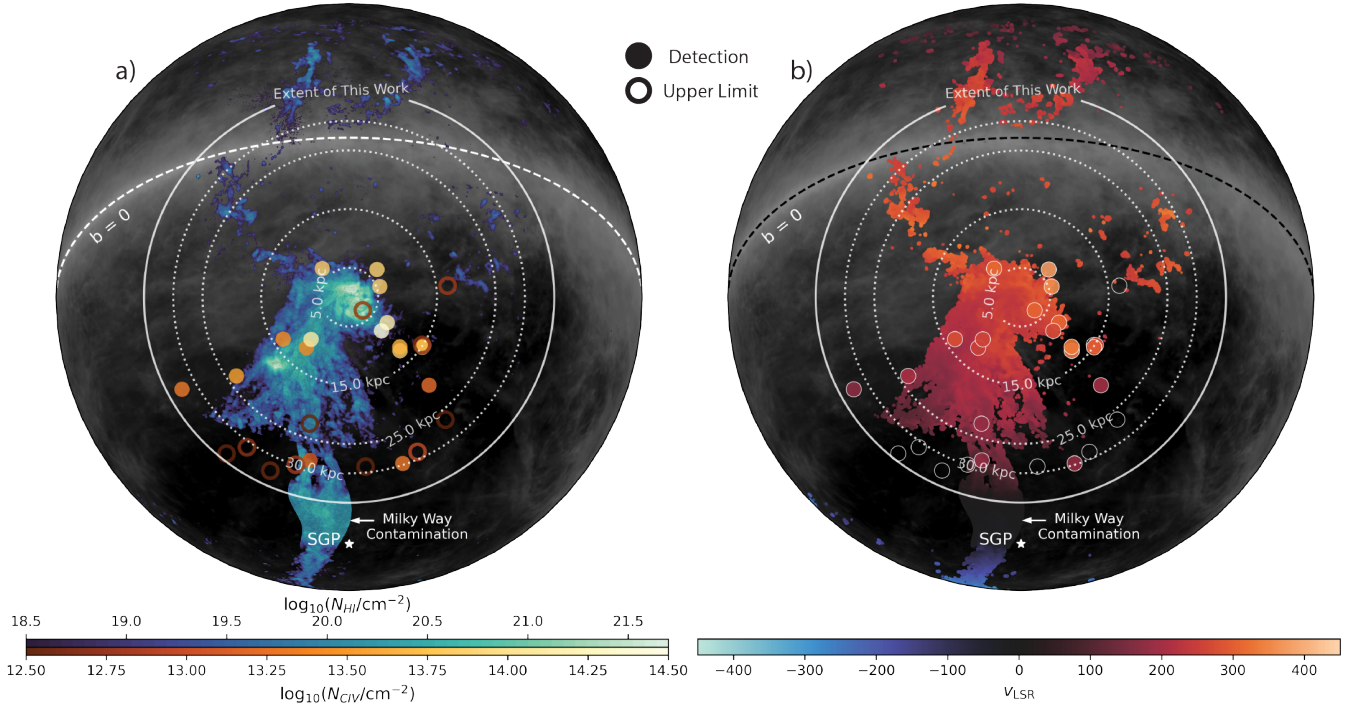 a)
Detection
Upper Limit
b)
Extent of This Work
Extent of This Work
b = 0
b = 0
5.0 kpc
15.0 kpc
25.0 kpc
30.0 kpc
5.0 kpc
15.0 kpc
25.0 kpc
30.0 kpc
Milky Way
Contamination
SGP
Milky Way
Contamination
SGP
log₁₀(N_HI/cm⁻²)
18.5 19.0 19.5 20.0 20.5 21.0 21.5
12.50 12.75 13.00 13.25 13.50 13.75 14.00 14.25 14.50
log₁₀(N_CIV/cm⁻²)
−400 −300 −200 −100 0 100 200 300 400
v_LSR